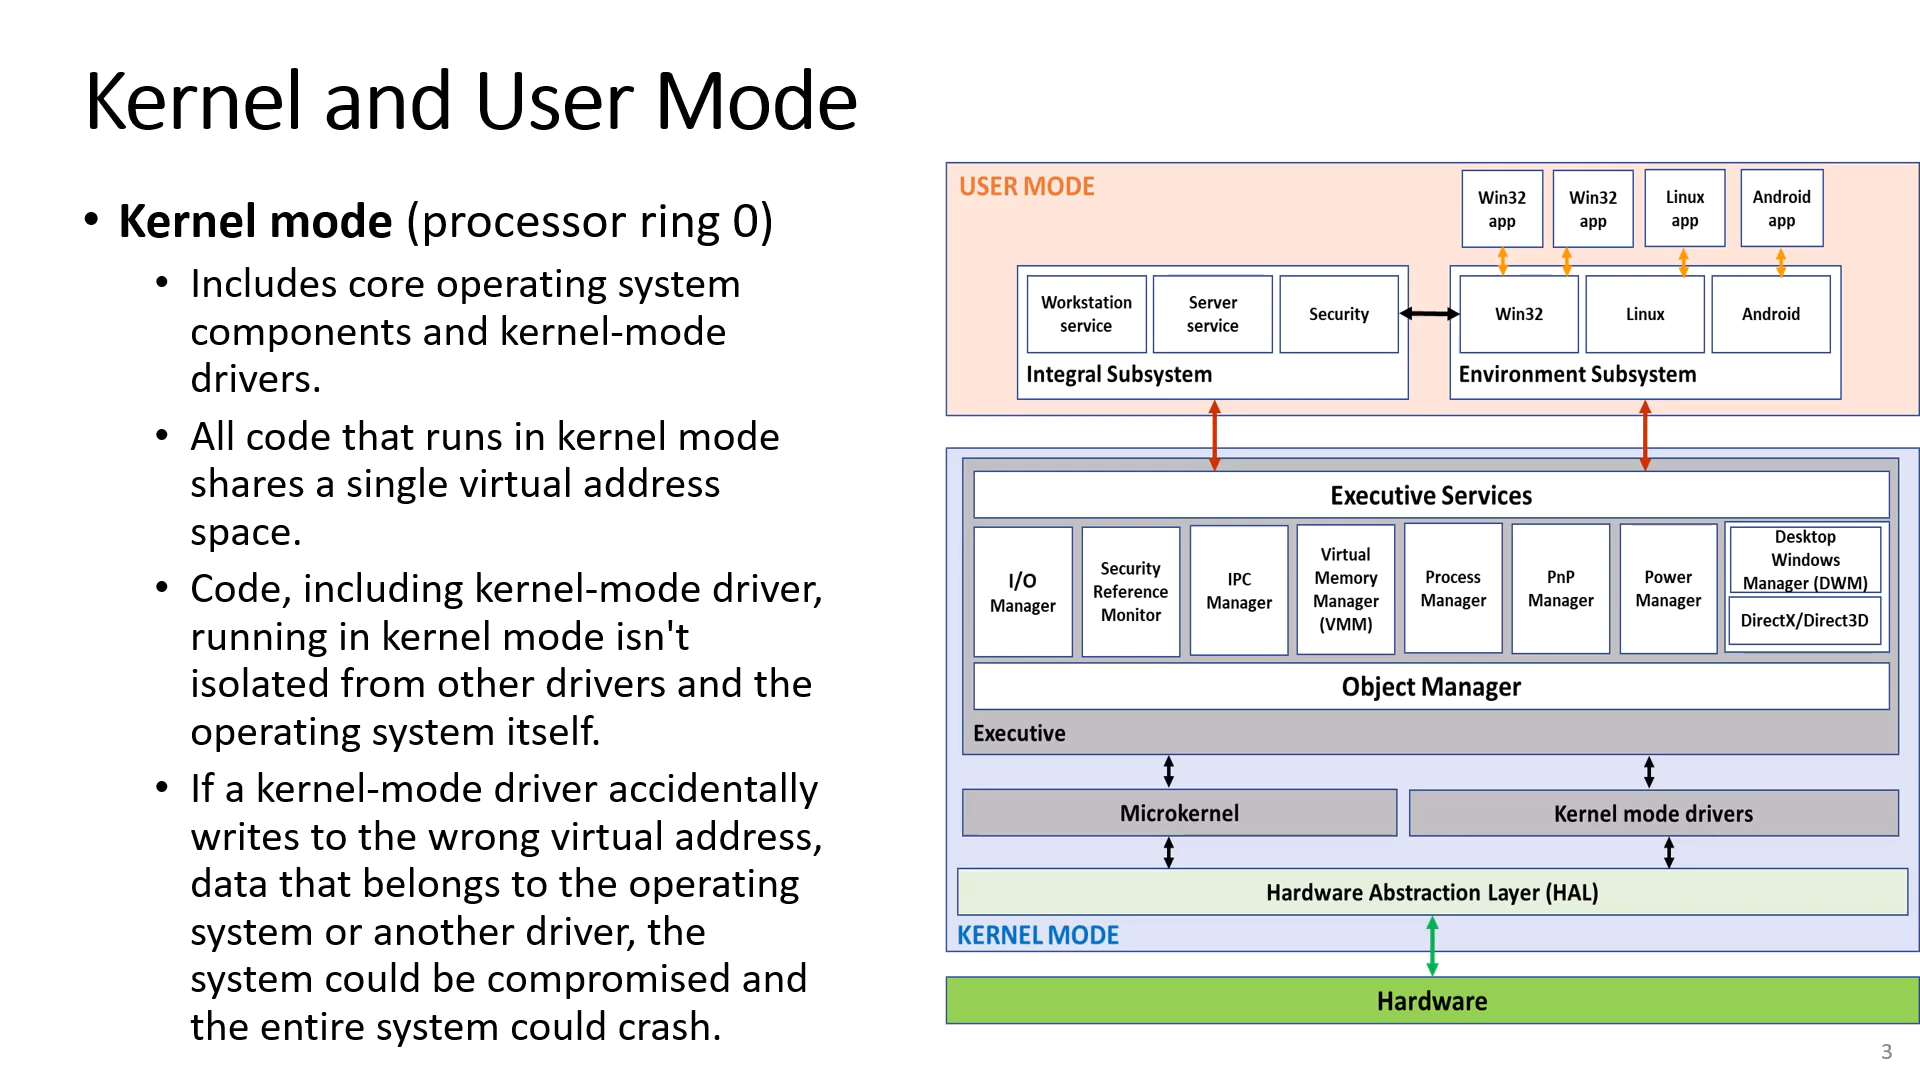 Kernel and User Mode
• Kernel mode (processor ring 0)
• Includes core operating system
components and kernel-mode
drivers.
• All code that runs in kernel mode
shares a single virtual address
space.
• Code, including kernel-mode driver,
running in kernel mode isn't
isolated from other drivers and the
operating system itself.
• If a kernel-mode driver accidentally
writes to the wrong virtual address,
data that belongs to the operating
system or another driver, the
system could be compromised and
the entire system could crash.
USER MODE
Win32
app
Win32
app
Linux
app
Android
app
Workstation
service
Server
service
Security
Integral Subsystem
Win32
Linux
Android
Environment Subsystem
Executive Services
I/O
Manager
Security
Reference
Monitor
IPC
Manager
Virtual
Memory
Manager
(VMM)
Process
Manager
PnP
Manager
Power
Manager
Desktop
Windows
Manager (DWM)
DirectX/Direct3D
Object Manager
Executive
Microkernel
Kernel mode drivers
Hardware Abstraction Layer (HAL)
KERNEL MODE
Hardware
3